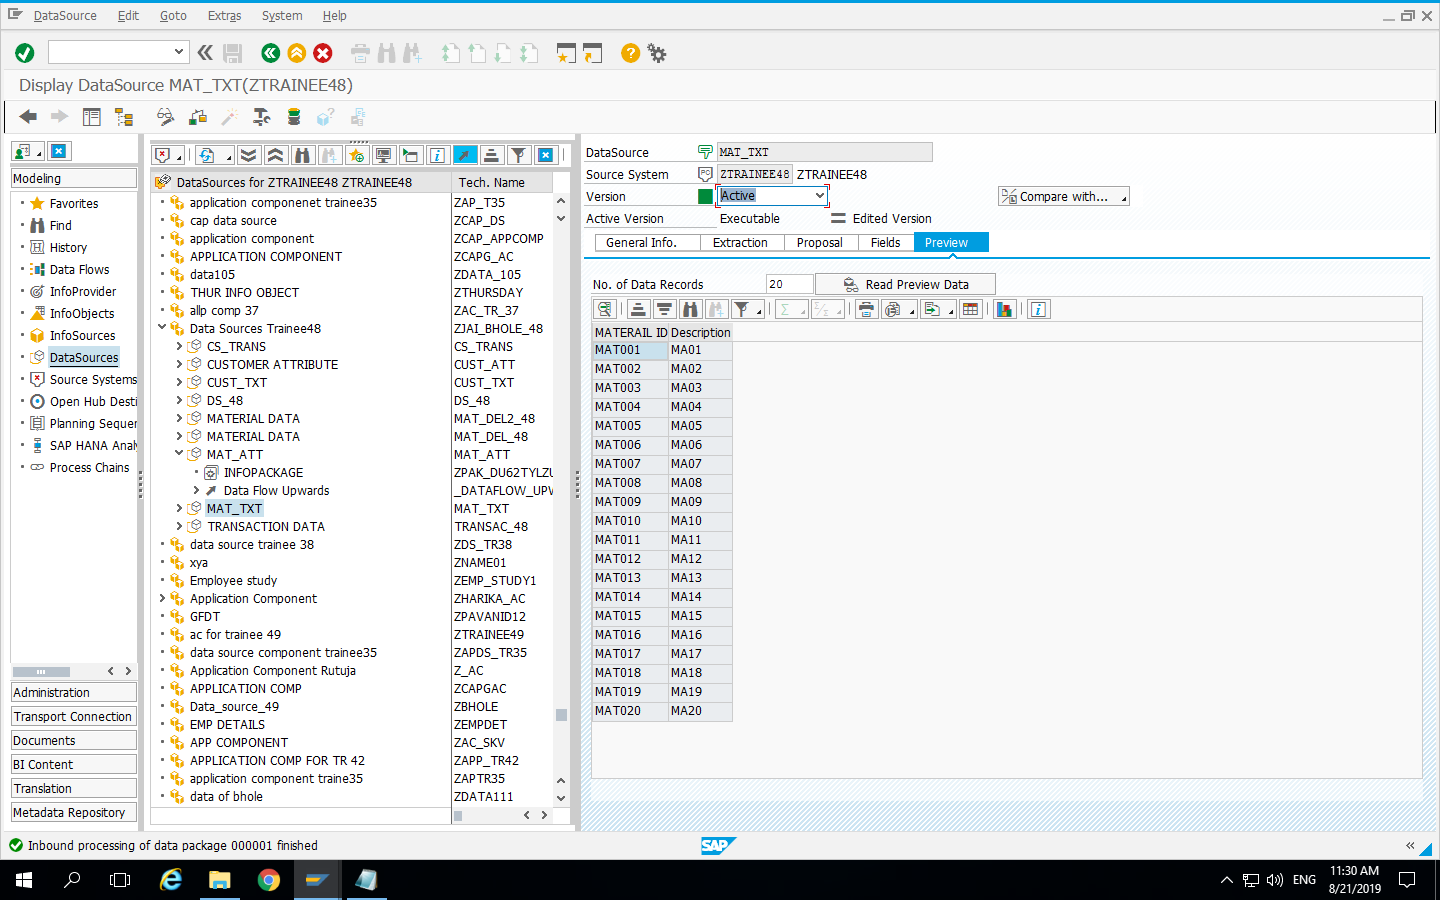 DataSource Edit Goto Extras System Help
Display DataSource MAT_TXT(ZTRAINEE48)
Modeling
Favorites
Find
History
Data Flows
InfoProvider
InfoObjects
InfoSources
DataSources
Source Systems
Open Hub Desti
Planning Sequer
SAP HANA Analy
Process Chains
Administration
Transport Connection
Documents
BI Content
Translation
Metadata Repository
DataSources for ZTRAINEE48 ZTRAINEE48 Tech. Name
application componenet trainee35 ZAP_T35
cap data source ZCAP_DS
application component ZCAP_APPCOMP
APPLICATION COMPONENT ZCAPG_AC
data105 ZDATA_105
THUR INFO OBJECT ZTHURSDAY
allp comp 37 ZAC_TR_37
Data Sources Trainee48 ZJAI_BHOLE_48
CS_TRANS CS_TRANS
CUSTOMER ATTRIBUTE CUST_ATT
CUST_TXT CUST_TXT
DS_48 DS_48
MATERIAL DATA MAT_DEL2_48
MATERIAL DATA MAT_DEL_48
MAT_ATT MAT_ATT
INFOPACKAGE ZPAK_DU62TYLZU
Data Flow Upwards _DATAFLOW_UPW
MAT_TXT MAT_TXT
TRANSACTION DATA TRANSAC_48
data source trainee 38 ZDS_TR38
xya ZNAME01
Employee study ZEMP_STUDY1
Application Component ZHARIKA_AC
GFDT ZPAVANID12
ac for trainee 49 ZTRAINEE49
data source component trainee35 ZAPDS_TR35
Application Component Rutuja Z_AC
APPLICATION COMP ZCAPGAC
Data_source_49 ZBHOLE
EMP DETAILS ZEMPDET
APP COMPONENT ZAC_SKV
APPLICATION COMP FOR TR 42 ZAPP_TR42
application component traine35 ZAPTR35
data of bhole ZDATA111
DataSource MAT_TXT
Source System PC ZTRAINEE48 ZTRAINEE48
Version Active Compare with...
Active Version Executable Edited Version
General Info. Extraction Proposal Fields Preview
No. of Data Records 20 Read Preview Data
MATERAIL ID Description
MAT001 MA01
MAT002 MA02
MAT003 MA03
MAT004 MA04
MAT005 MA05
MAT006 MA06
MAT007 MA07
MAT008 MA08
MAT009 MA09
MAT010 MA10
MAT011 MA11
MAT012 MA12
MAT013 MA13
MAT014 MA14
MAT015 MA15
MAT016 MA16
MAT017 MA17
MAT018 MA18
MAT019 MA19
MAT020 MA20
Inbound processing of data package 000001 finished
SAP
ENG
11:30 AM
8/21/2019